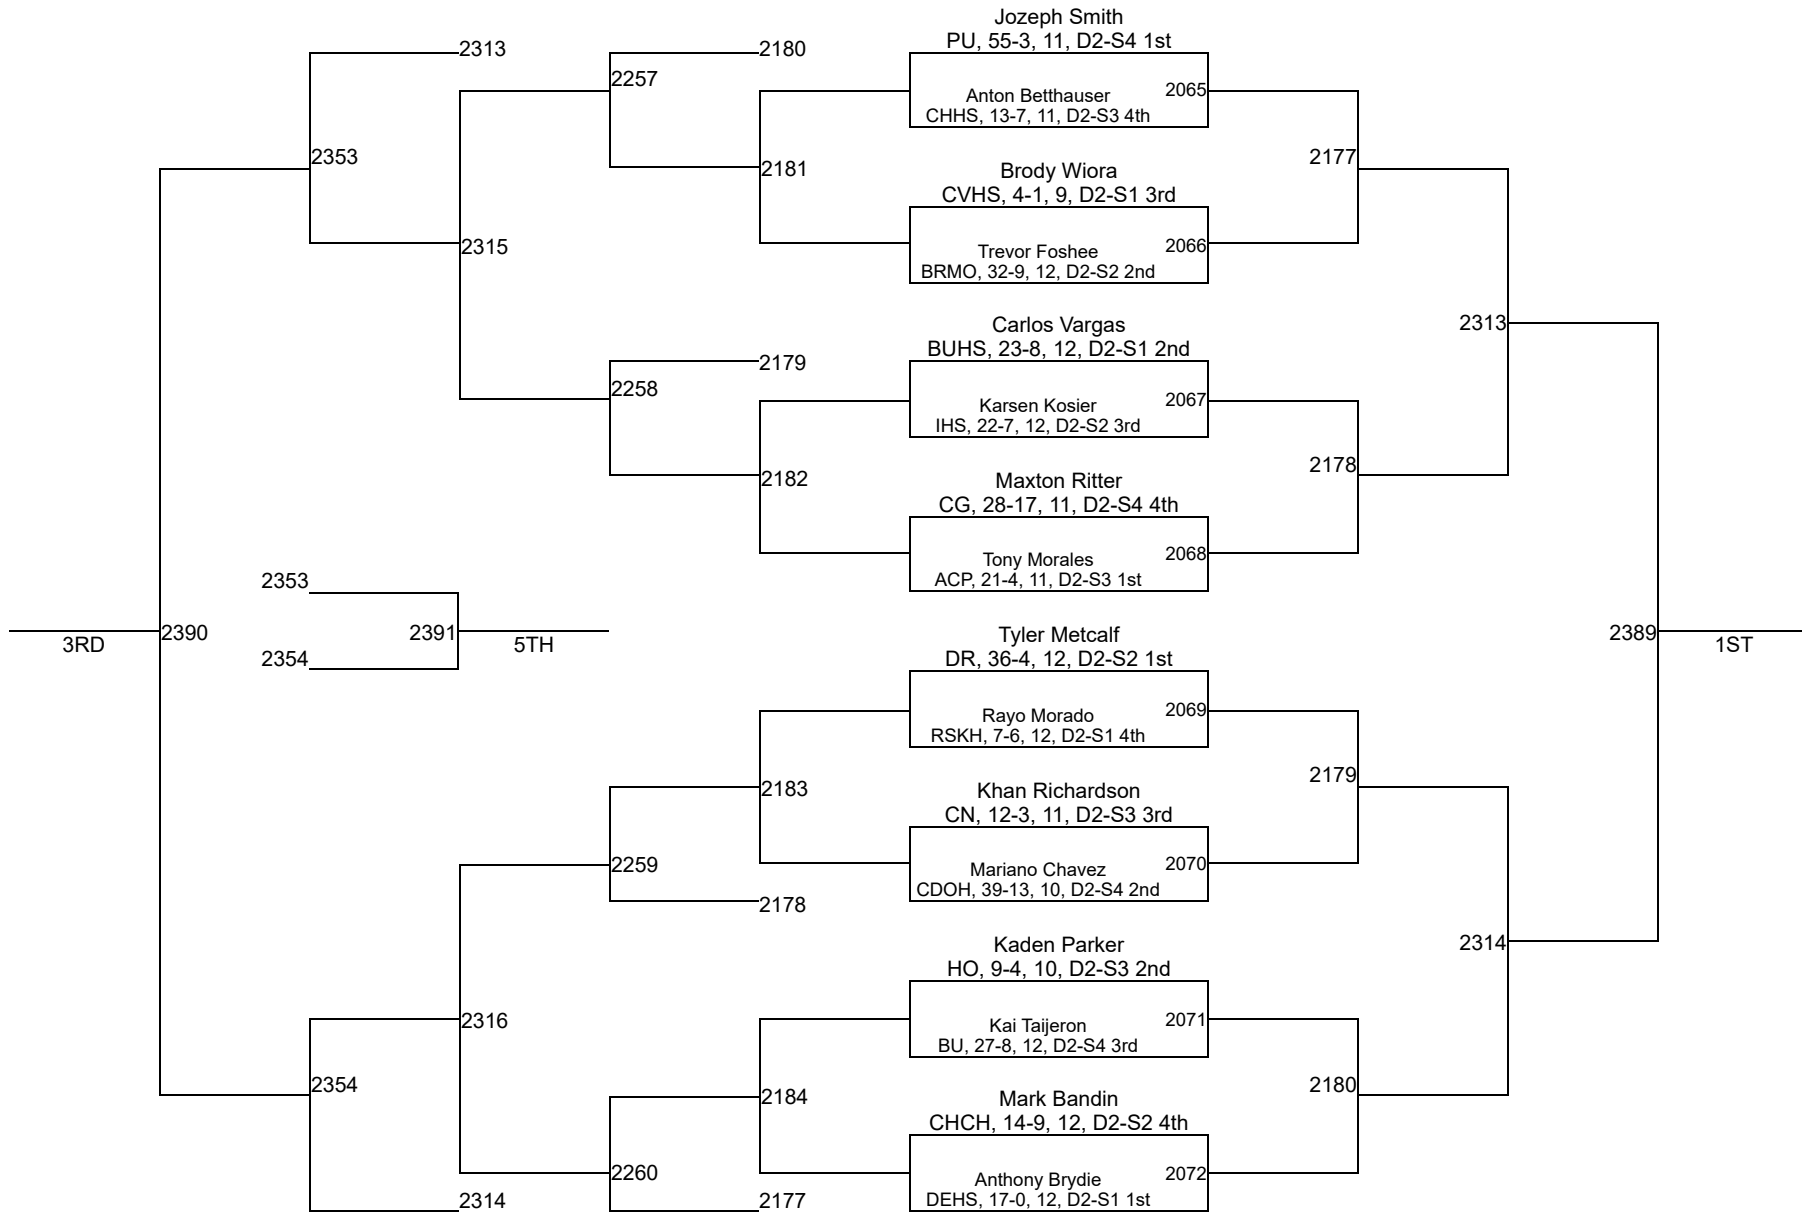 Jozeph Smith
2313
2180
PU, 55-3, 11, D2-S4 1st
2257
Anton Betthauser
2065
CHHS, 13-7, 11, D2-S3 4th
2353
2181
Brody Wiora
2177
CVHS, 4-1, 9, D2-S1 3rd
2315
Trevor Foshee
2066
BRMO, 32-9, 12, D2-S2 2nd
Carlos Vargas
2313
BUHS, 23-8, 12, D2-S1 2nd
2179
2258
Karsen Kosier
2067
IHS, 22-7, 12, D2-S2 3rd
2182
Maxton Ritter
2178
CG, 28-17, 11, D2-S4 4th
Tony Morales
2068
ACP, 21-4, 11, D2-S3 1st
2353
3RD
2390
2391
5TH
2354
Tyler Metcalf
DR, 36-4, 12, D2-S2 1st
2389
1ST
Rayo Morado
2069
RSKH, 7-6, 12, D2-S1 4th
2183
Khan Richardson
2179
CN, 12-3, 11, D2-S3 3rd
2259
Mariano Chavez
2070
CDOH, 39-13, 10, D2-S4 2nd
2178
Kaden Parker
2314
HO, 9-4, 10, D2-S3 2nd
2316
Kai Taijeron
2071
BU, 27-8, 12, D2-S4 3rd
2354
2184
Mark Bandin
2180
CHCH, 14-9, 12, D2-S2 4th
2260
Anthony Brydie
2072
DEHS, 17-0, 12, D2-S1 1st
2314
2177